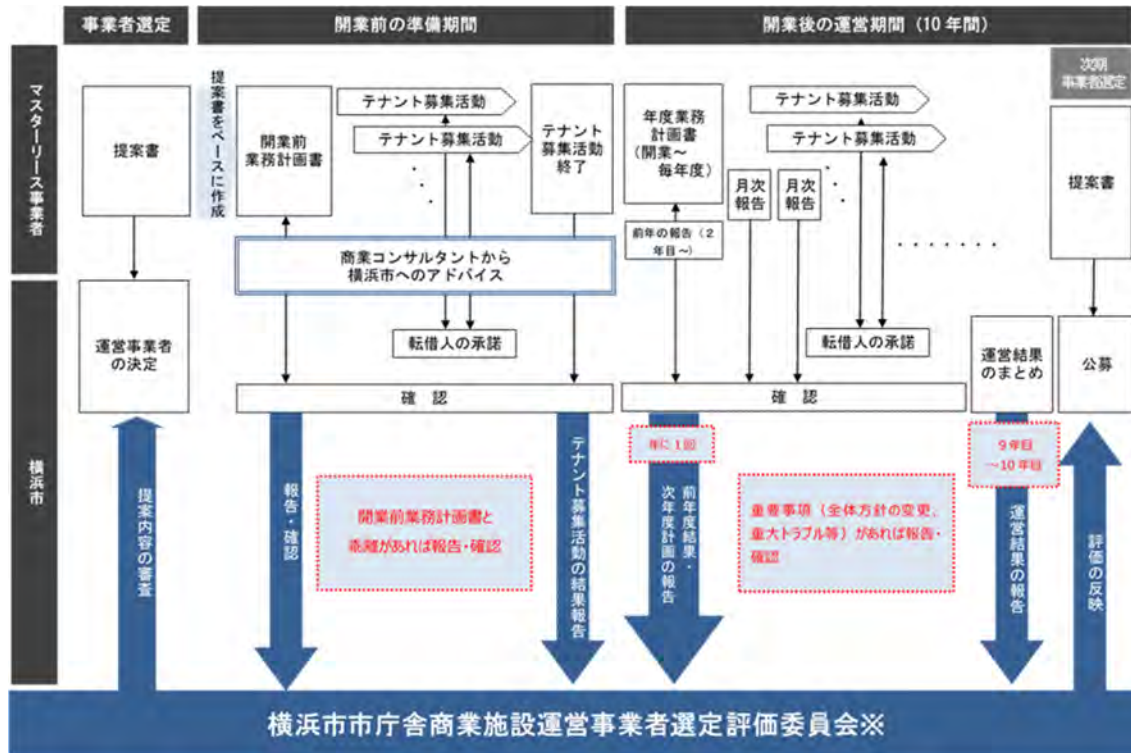 事業者選定
開業前の準備期間
開業後の運営期間（10年間）
マスターリース事業者
提案書
提案書をベースに作成
開業前
業務計画書
テナント募集活動
テナント募集活動
テナント
募集活動
終了
年度業務
計画書
（開業～
毎年度）
前年の報告（２
年目～）
月次
報告
月次
報告
テナント募集活動
テナント募集活動
次期
事業者選定
提案書
商業コンサルタントから
横浜市へのアドバイス
横浜市
運営事業者
の決定
転借人の承諾
確　認
転借人の承諾
確　認
運営結果
のまとめ
公募
提案内容の審査
報告・確認
開業前業務計画書と
乖離があれば報告・確認
テナント募集活動の結果報告
年に１回
前年度結果・
次年度計画の報告
重要事項（全体方針の変更、
重大トラブル等）があれば報告・
確認
９年目
～10年目
運営結果の報告
評価の反映
横浜市市庁舎商業施設運営事業者選定評価委員会※